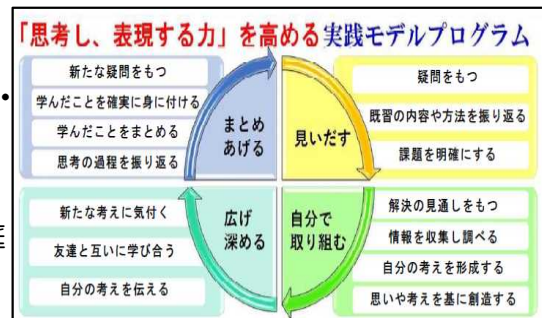 「思考し、表現する力」を高める実践モデルプログラム
新たな疑問をもつ
学んだことを確実に身に付ける
学んだことをまとめる
思考の過程を振り返る
まとめ
あげる
見いだす
疑問をもつ
既習の内容や方法を振り返る
課題を明確にする
新たな考えに気付く
友達と互いに学び合う
自分の考えを伝える
広げ
深める
自分で
取り組む
解決の見通しをもつ
情報を収集し調べる
自分の考えを形成する
思いや考えを基に創造する